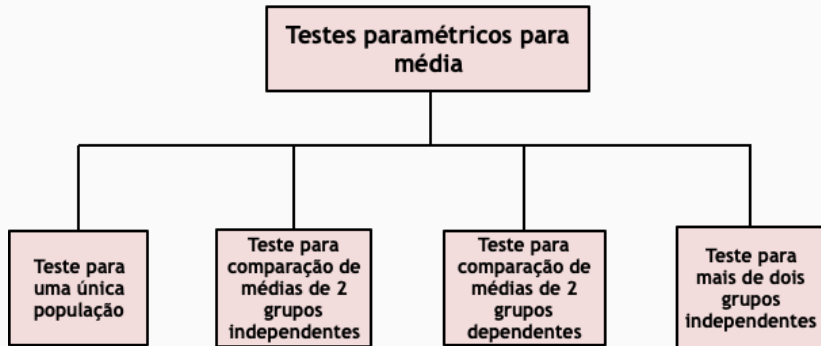 Testes paramétricos para
média
Teste para
uma única
população
Teste para
comparação de
médias de 2
grupos
independentes
Teste para
comparação de
médias de 2
grupos
dependentes
Teste para
mais de dois
grupos
independentes